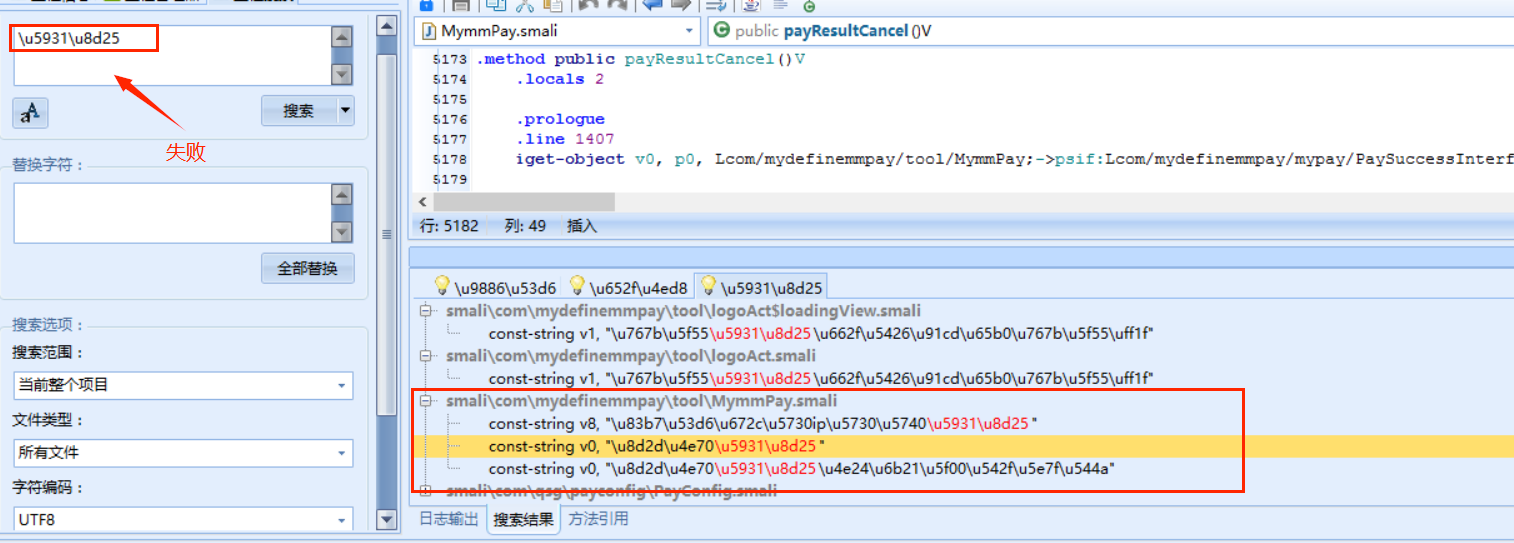 \u5931\u8d25
搜索
失败
替换字符：
全部替换
搜索选项：
搜索范围：
当前整个项目
文件类型：
所有文件
字符编码：
UTF8
MymmPay.smali
public payResultCancel()V
5173 .method public payResultCancel()V
5174 .locals 2
5175
5176 .prologue
5177 .line 1407
5178 iget-object v0, p0, Lcom/mydefinemmpay/tool/MymmPay;->psif:Lcom/mydefinemmpay/mypay/PaySuccessInterf
5179
行: 5182 列: 49 插入
\u9886\u53d6 \u652f\u4ed8 \u5931\u8d25
smali\com\mydefinemmpay\tool\logoAct$loadingView.smali
const-string v1, "\u767b\u5f55\u5931\u8d25\u662f\u5426\u91cd\u65b0\u767b\u5f55\uff1f"
smali\com\mydefinemmpay\tool\logoAct.smali
const-string v1, "\u767b\u5f55\u5931\u8d25\u662f\u5426\u91cd\u65b0\u767b\u5f55\uff1f"
smali\com\mydefinemmpay\tool\MymmPay.smali
const-string v8, "\u83b7\u53d6\u672c\u5730ip\u5730\u5740\u5931\u8d25"
const-string v0, "\u8d2d\u4e70\u5931\u8d25"
const-string v0, "\u8d2d\u4e70\u5931\u8d25\u4e24\u6b21\u5f00\u542f\u5e7f\u544a"
smali\com\qsg\payconfig\PayConfig.smali
日志输出 搜索结果 方法引用